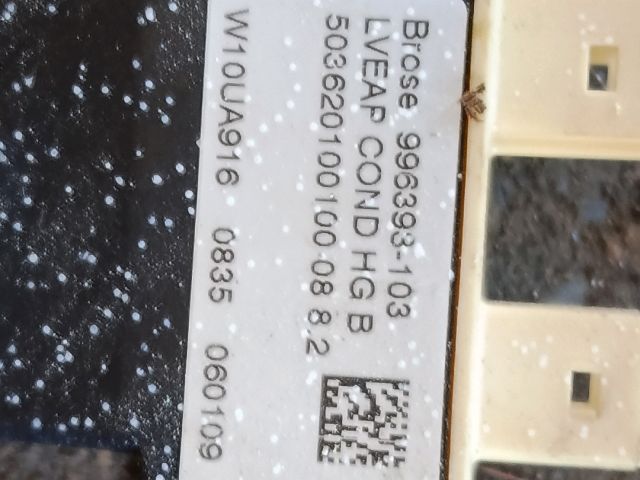 Brose 996393-103
LVEAP COND HG B
503620100100 08 8.2
W10UA916 0835 060109